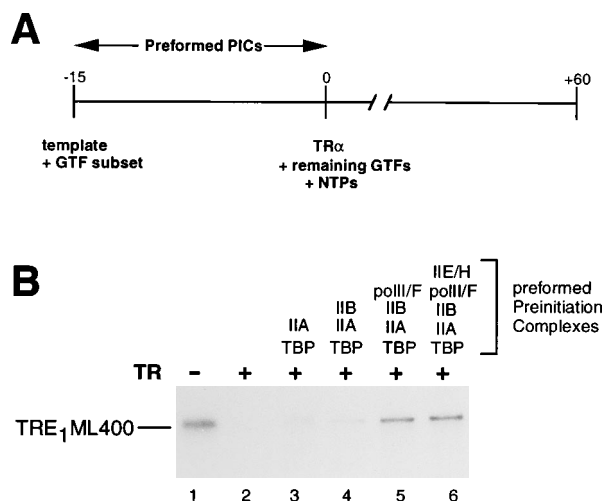 A
Preformed PICs
-15 0 +60
template
+ GTF subset
TRα
+ remaining GTFs
+ NTPs
B
IIE/H
polII/F polII/F
IIB IIB IIB
IIA IIA IIA IIA
TBP TBP TBP TBP
preformed
Preinitiation
Complexes
TR - + + + + +
TRE1ML400
1 2 3 4 5 6